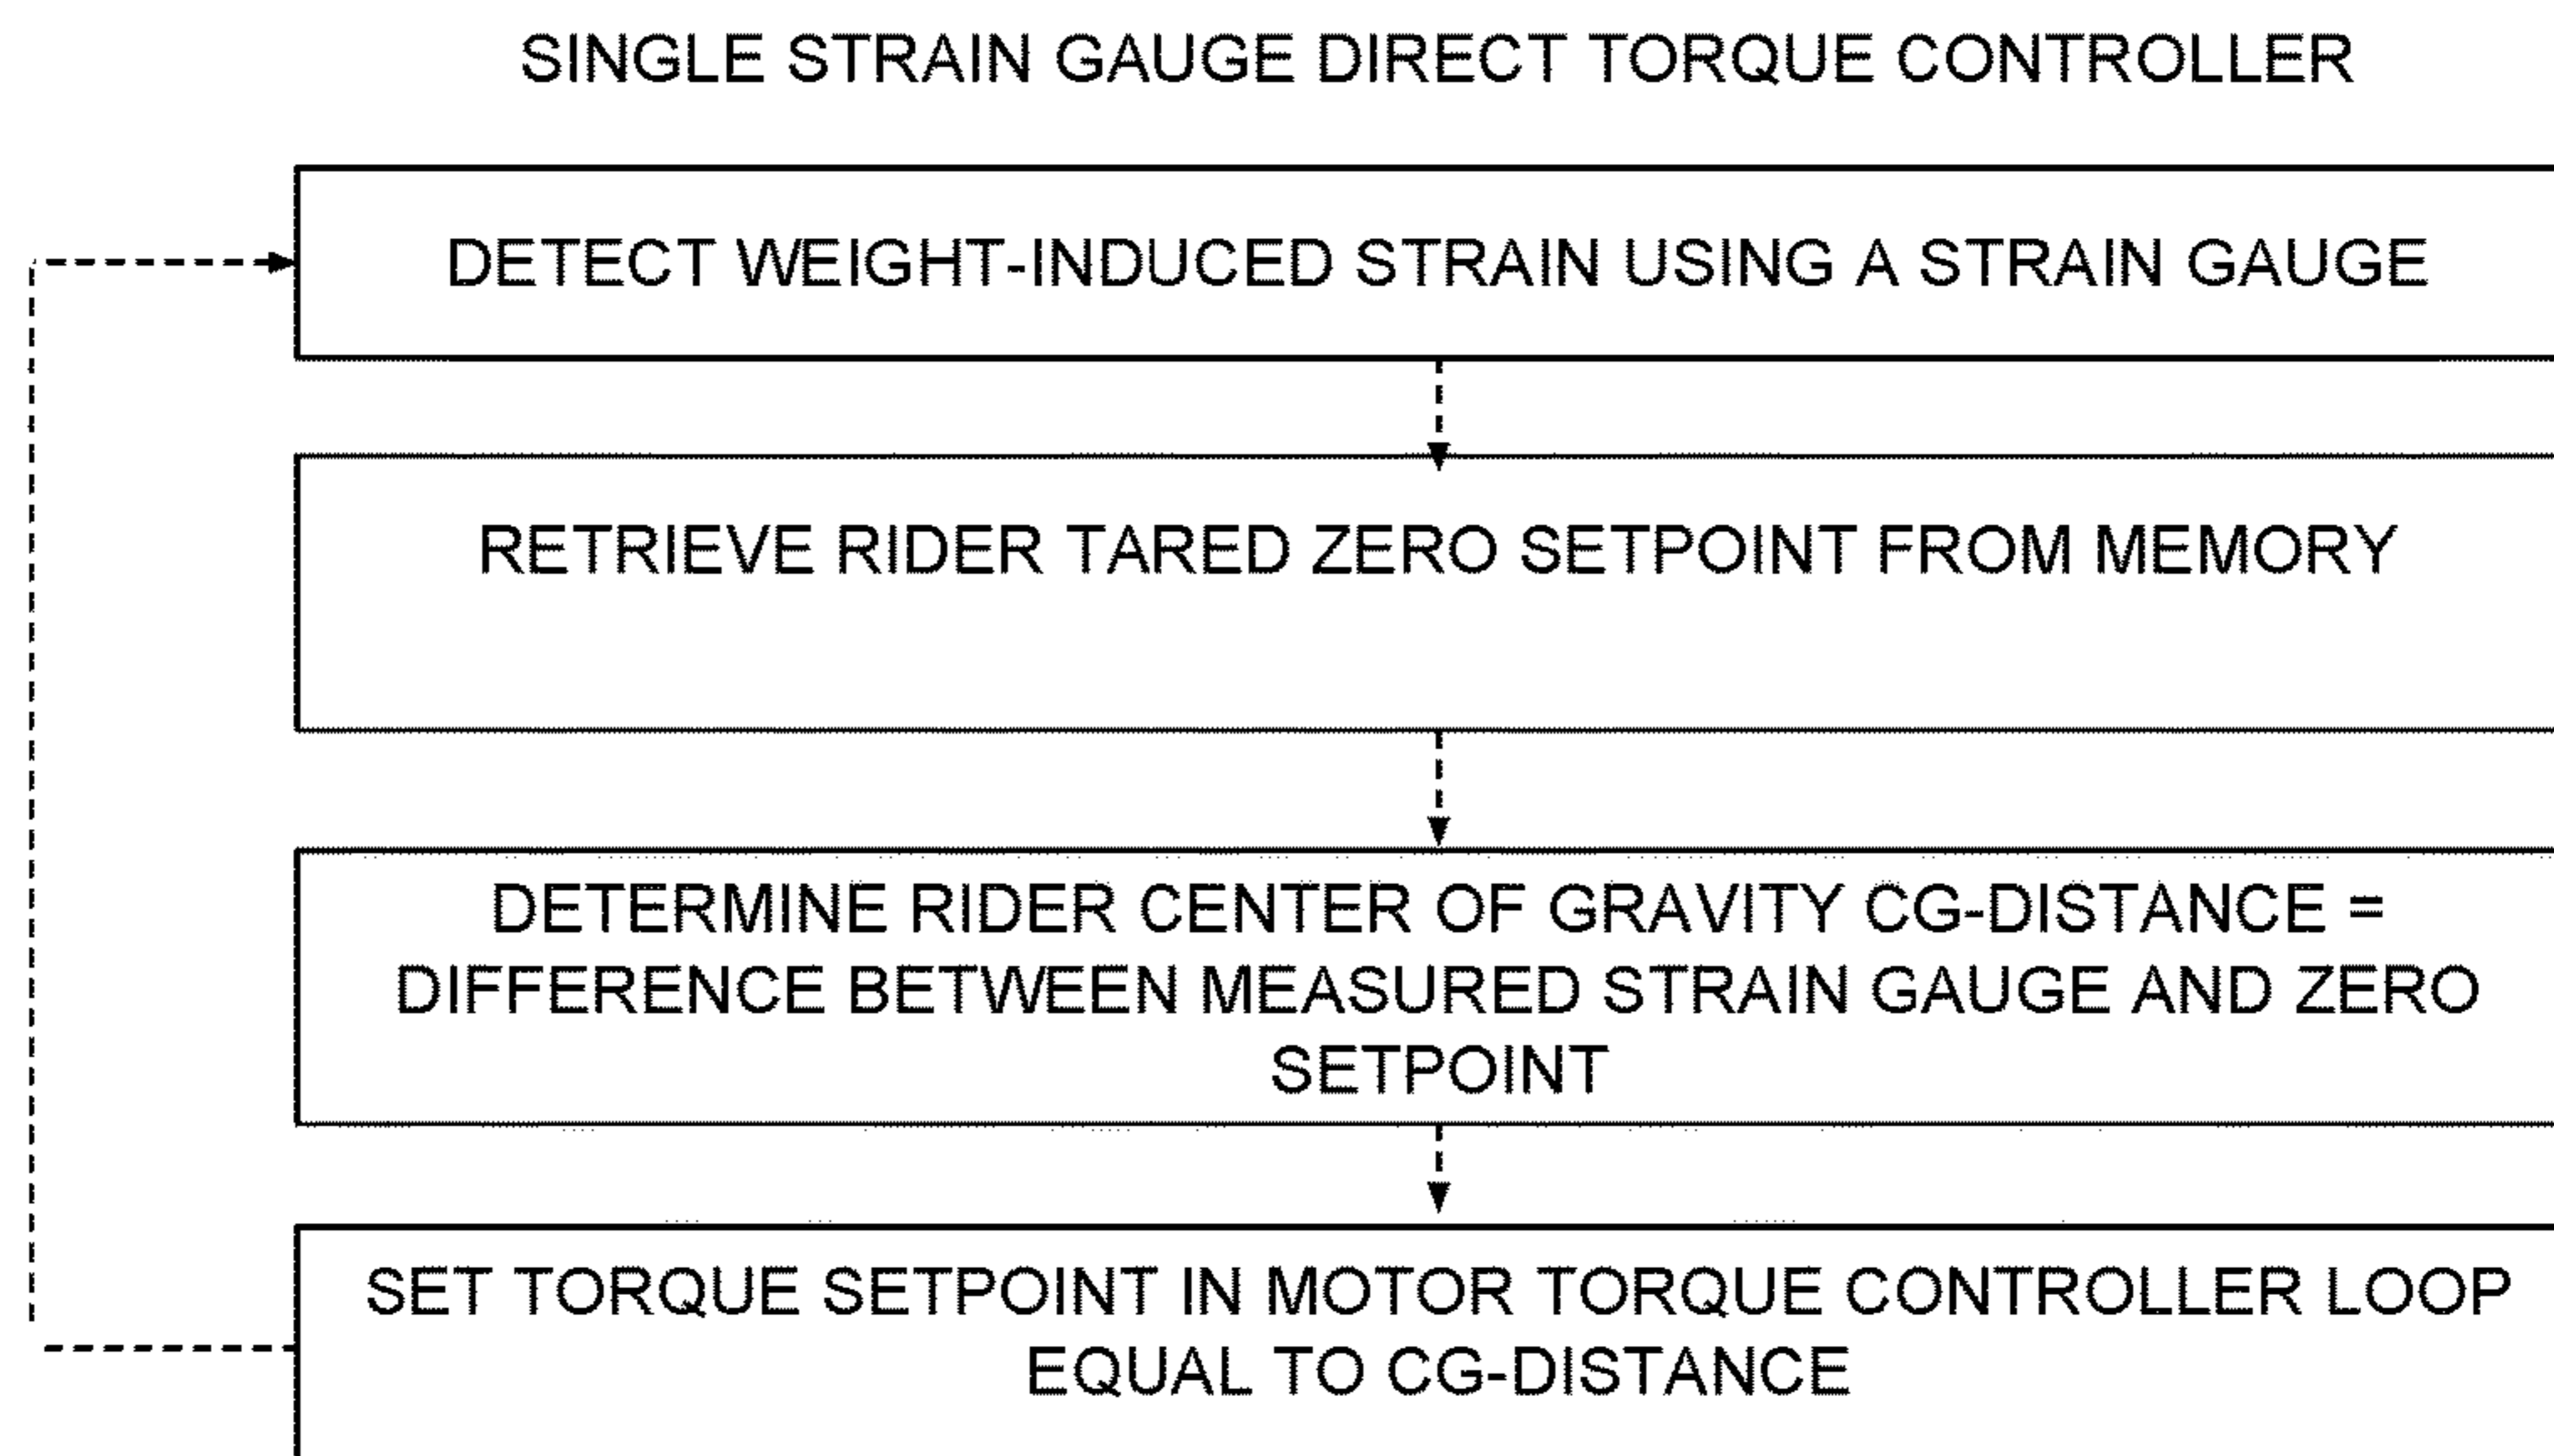 SINGLE STRAIN GAUGE DIRECT TORQUE CONTROLLER
DETECT WEIGHT-INDUCED STRAIN USING A STRAIN GAUGE
RETRIEVE RIDER TARED ZERO SETPOINT FROM MEMORY
DETERMINE RIDER CENTER OF GRAVITY CG-DISTANCE =
DIFFERENCE BETWEEN MEASURED STRAIN GAUGE AND ZERO
SETPOINT
SET TORQUE SETPOINT IN MOTOR TORQUE CONTROLLER LOOP
EQUAL TO CG-DISTANCE